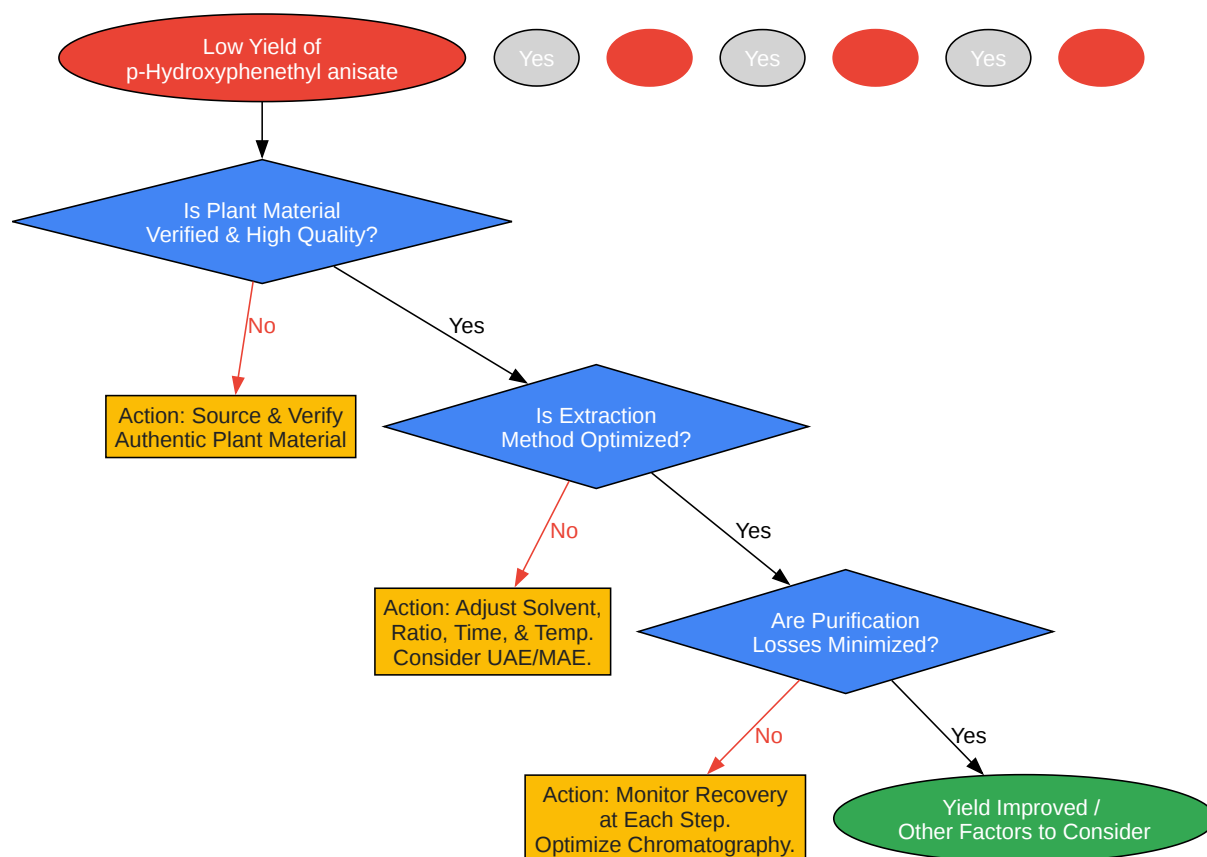 Low Yield of
p-Hydroxyphenethyl anisate
Yes
Yes
Yes
Is Plant Material
Verified & High Quality?
No
Yes
Action: Source & Verify
Authentic Plant Material
Is Extraction
Method Optimized?
No
Yes
Action: Adjust Solvent,
Ratio, Time, & Temp.
Consider UAE/MAE.
Are Purification
Losses Minimized?
No
Yes
Action: Monitor Recovery
at Each Step.
Optimize Chromatography.
Yield Improved /
Other Factors to Consider